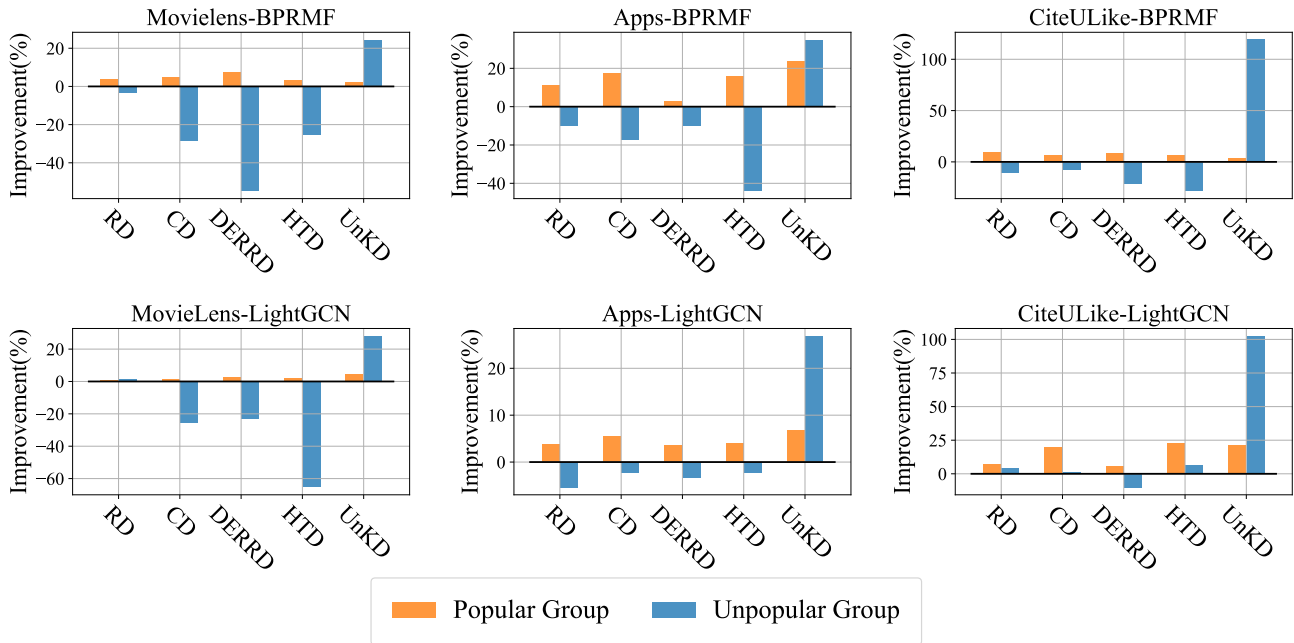 Movielens-BPRMF
Improvement(%)
20
0
−20
−40
RD
CD
DERRD
HTD
UnKD
Apps-BPRMF
Improvement(%)
20
0
−20
−40
RD
CD
DERRD
HTD
UnKD
CiteULike-BPRMF
Improvement(%)
100
50
0
RD
CD
DERRD
HTD
UnKD
MovieLens-LightGCN
Improvement(%)
20
0
−20
−40
−60
RD
CD
DERRD
HTD
UnKD
Apps-LightGCN
Improvement(%)
20
10
0
RD
CD
DERRD
HTD
UnKD
CiteULike-LightGCN
Improvement(%)
100
75
50
25
0
RD
CD
DERRD
HTD
UnKD
Popular Group
Unpopular Group